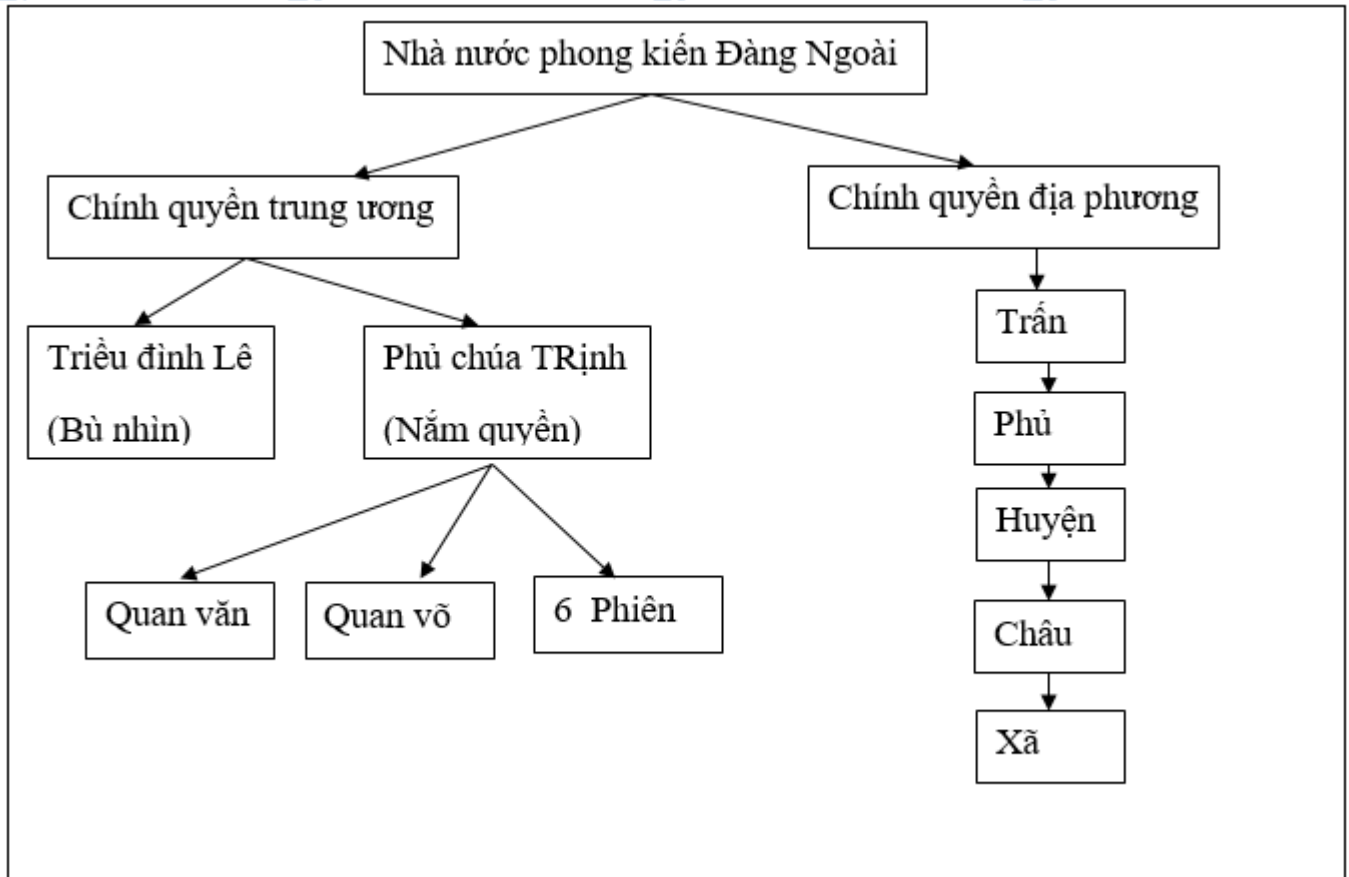 Nhà nước phong kiến Đàng Ngoài
Chính quyền trung ương
Chính quyền địa phương
Triều đình Lê
(Bù nhìn)
Phủ chúa TRịnh
(Nắm quyền)
Quan văn
Quan võ
6 Phiên
Trấn
Phủ
Huyện
Châu
Xã